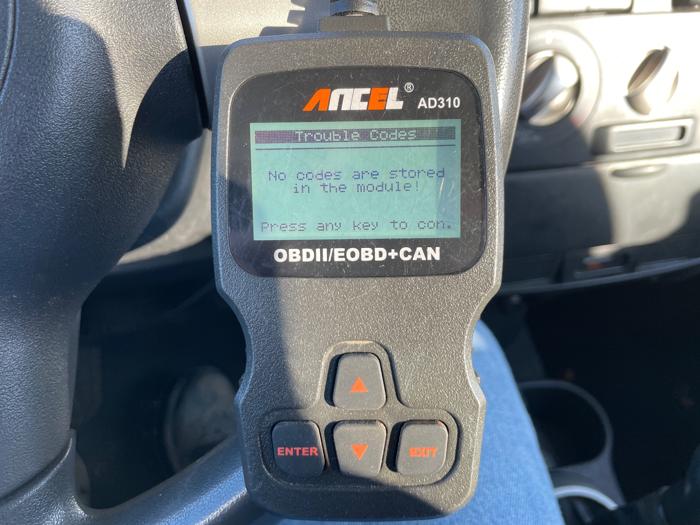 ANCEL®
AD310
Trouble Codes
No codes are stored
in the module!
Press any key to con.
OBDII/EOBD+CAN
ENTER
EXIT